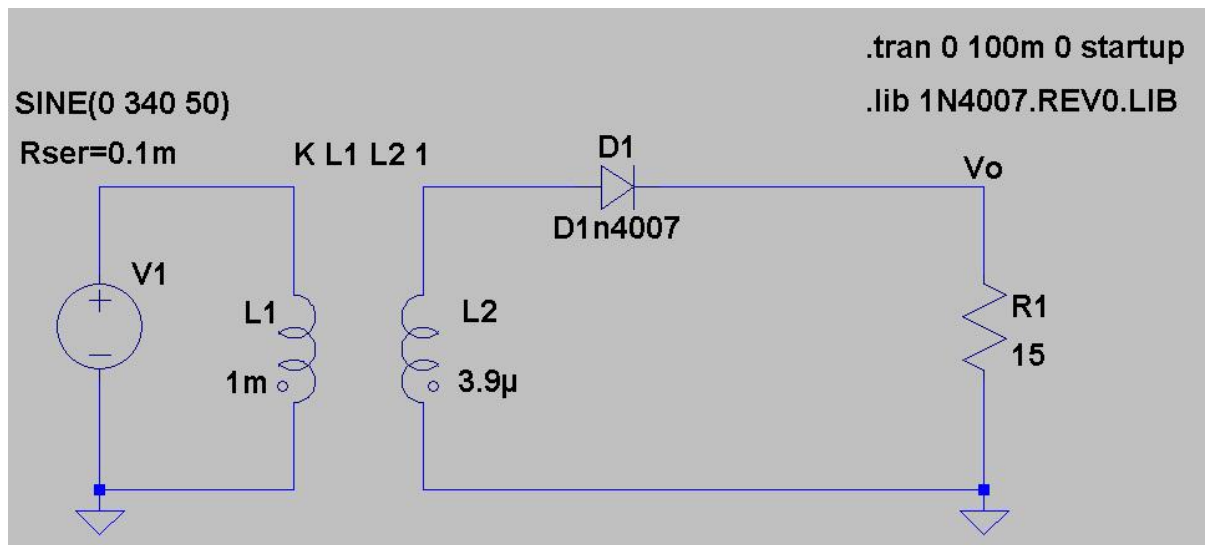 .tran 0 100m 0 startup
SINE(0 340 50)
.lib 1N4007.REV0.LIB
Rser=0.1m
K L1 L2 1
D1
Vo
D1n4007
V1
L1
L2
R1
1m
3.9µ
15